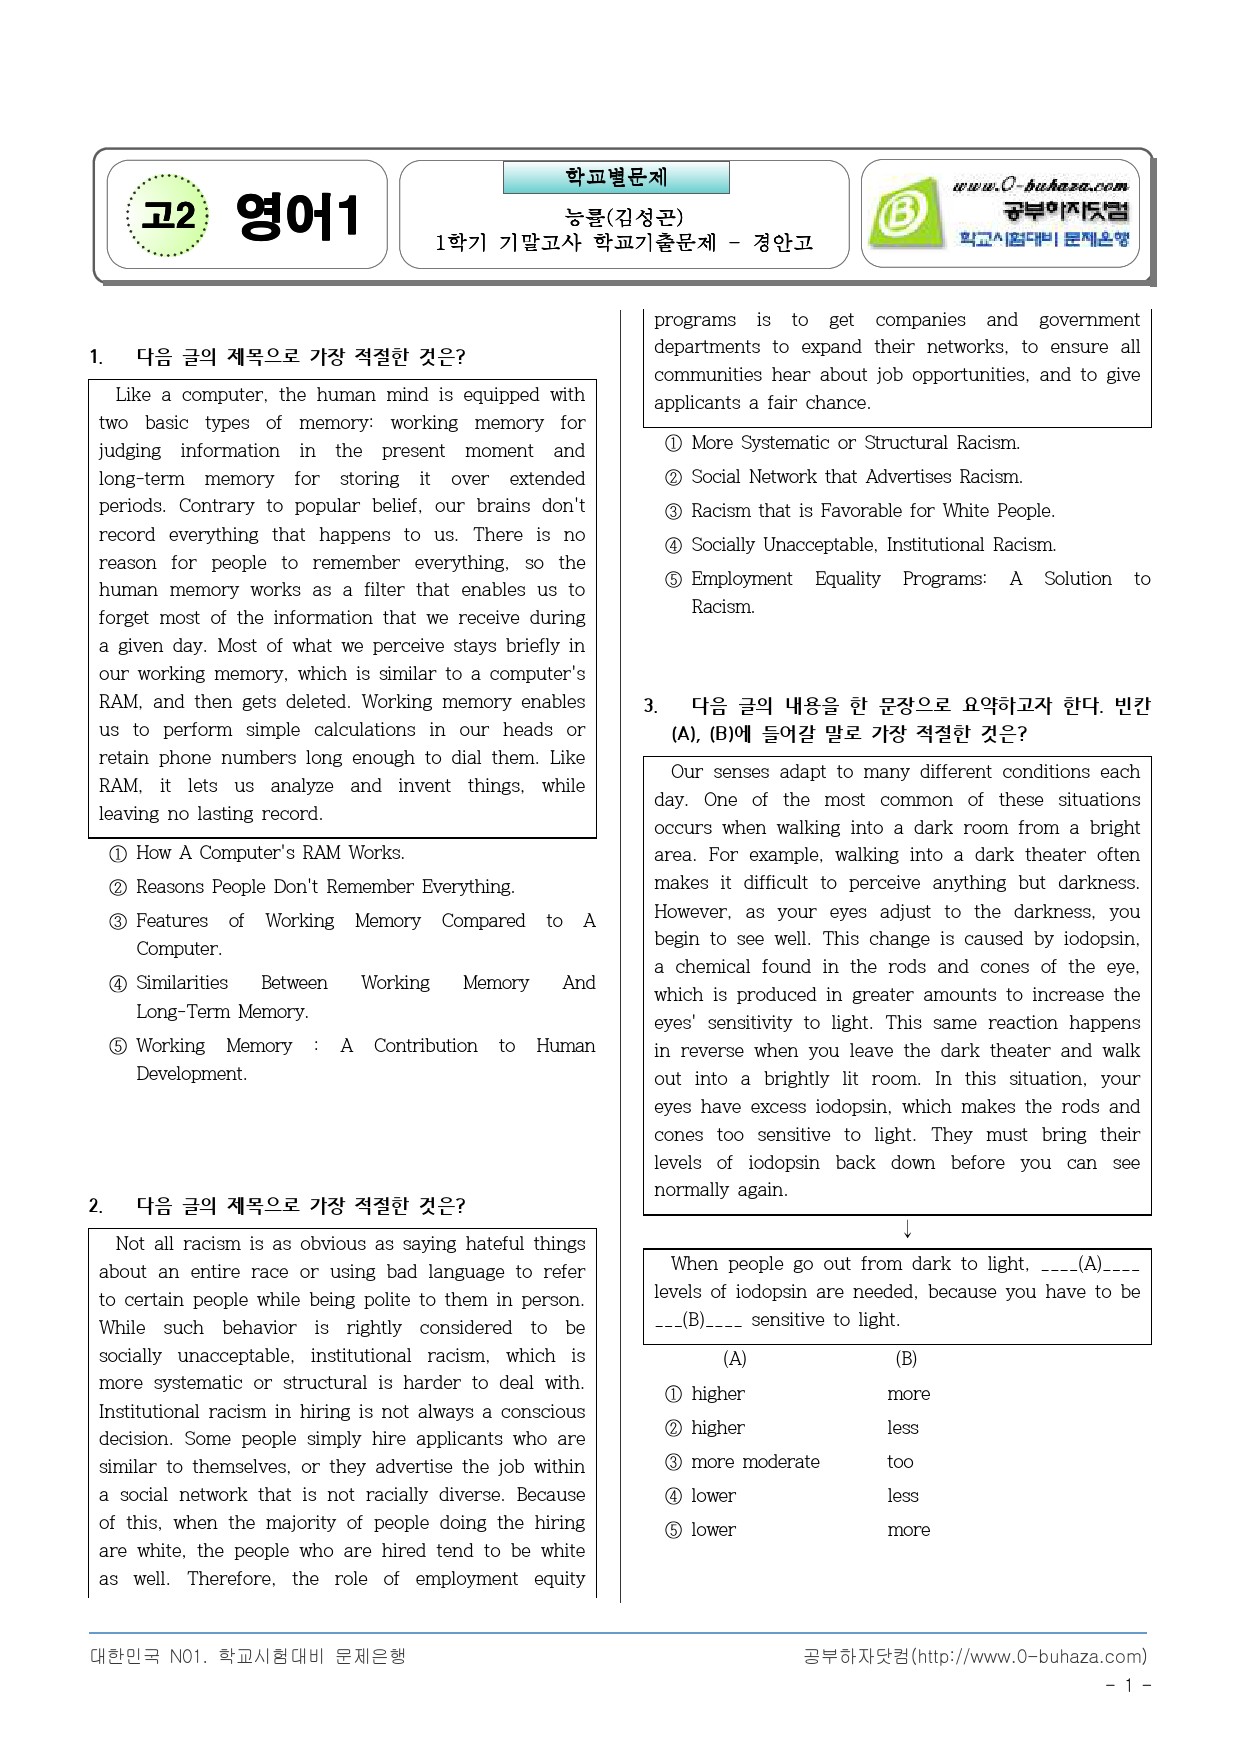 고2 영어1
학교별문제
능률(김성곤)
1학기 기말고사 학교기출문제 - 경안고
www.0-buhaza.com
공부하자닷컴
학교시험대비 문제은행
1. 다음 글의 제목으로 가장 적절한 것은?
Like a computer, the human mind is equipped with
two basic types of memory: working memory for
judging information in the present moment and
long-term memory for storing it over extended
periods. Contrary to popular belief, our brains don't
record everything that happens to us. There is no
reason for people to remember everything, so the
human memory works as a filter that enables us to
forget most of the information that we receive during
a given day. Most of what we perceive stays briefly in
our working memory, which is similar to a computer's
RAM, and then gets deleted. Working memory enables
us to perform simple calculations in our heads or
retain phone numbers long enough to dial them. Like
RAM, it lets us analyze and invent things, while
leaving no lasting record.
① How A Computer's RAM Works.
② Reasons People Don't Remember Everything.
③ Features of Working Memory Compared to A
Computer.
④ Similarities Between Working Memory And
Long-Term Memory.
⑤ Working Memory : A Contribution to Human
Development.
2. 다음 글의 제목으로 가장 적절한 것은?
Not all racism is as obvious as saying hateful things
about an entire race or using bad language to refer
to certain people while being polite to them in person.
While such behavior is rightly considered to be
socially unacceptable, institutional racism, which is
more systematic or structural is harder to deal with.
Institutional racism in hiring is not always a conscious
decision. Some people simply hire applicants who are
similar to themselves, or they advertise the job within
a social network that is not racially diverse. Because
of this, when the majority of people doing the hiring
are white, the people who are hired tend to be white
as well. Therefore, the role of employment equity
programs is to get companies and government
departments to expand their networks, to ensure all
communities hear about job opportunities, and to give
applicants a fair chance.
① More Systematic or Structural Racism.
② Social Network that Advertises Racism.
③ Racism that is Favorable for White People.
④ Socially Unacceptable, Institutional Racism.
⑤ Employment Equality Programs: A Solution to
Racism.
3. 다음 글의 내용을 한 문장으로 요약하고자 한다. 빈칸
(A), (B)에 들어갈 말로 가장 적절한 것은?
Our senses adapt to many different conditions each
day. One of the most common of these situations
occurs when walking into a dark room from a bright
area. For example, walking into a dark theater often
makes it difficult to perceive anything but darkness.
However, as your eyes adjust to the darkness, you
begin to see well. This change is caused by iodopsin,
a chemical found in the rods and cones of the eye,
which is produced in greater amounts to increase the
eyes' sensitivity to light. This same reaction happens
in reverse when you leave the dark theater and walk
out into a brightly lit room. In this situation, your
eyes have excess iodopsin, which makes the rods and
cones too sensitive to light. They must bring their
levels of iodopsin back down before you can see
normally again.
↓
When people go out from dark to light, ____(A)____
levels of iodopsin are needed, because you have to be
___(B)____ sensitive to light.
(A) (B)
① higher more
② higher less
③ more moderate too
④ lower less
⑤ lower more
대한민국 N01. 학교시험대비 문제은행
공부하자닷컴(http://www.0-buhaza.com)
- 1 -